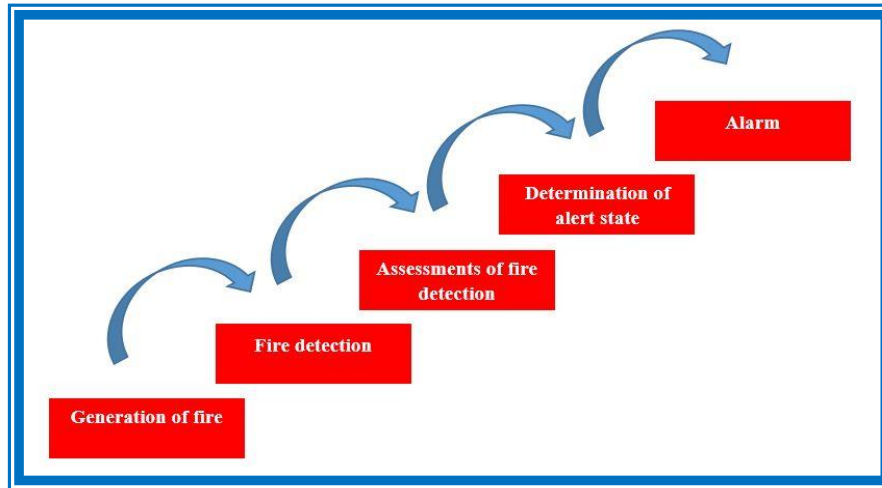 Alarm
Determination of
alert state
Assessments of fire
detection
Fire detection
Generation of fire